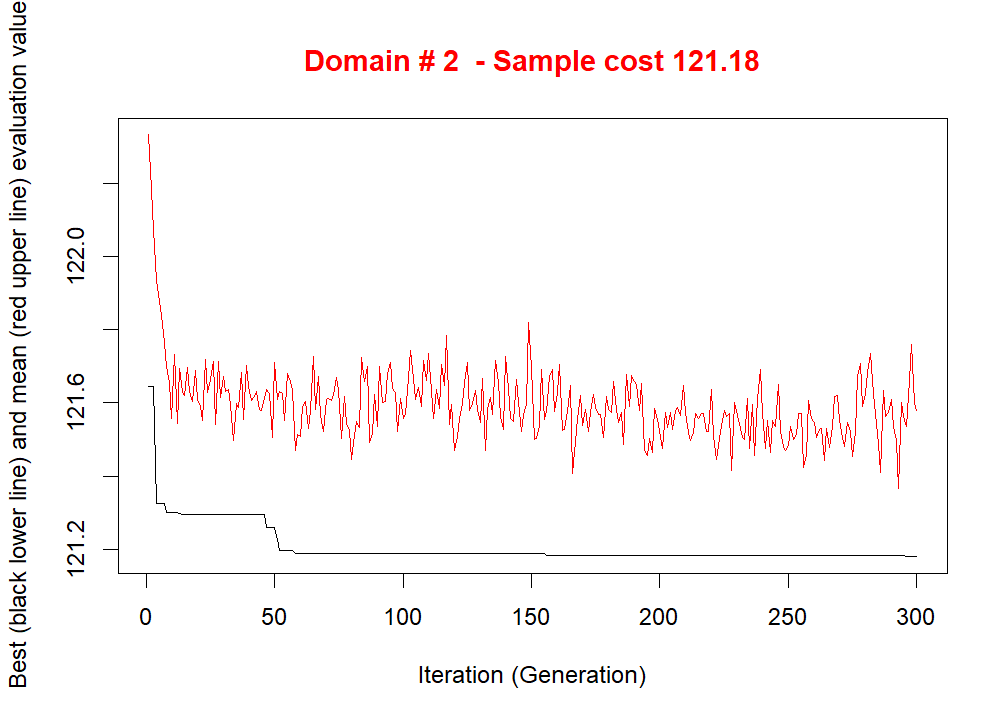 Domain # 2  - Sample cost 121.18
Best (black lower line) and mean (red upper line) evaluation value
122.0
121.6
121.2
0 50 100 150 200 250 300
Iteration (Generation)